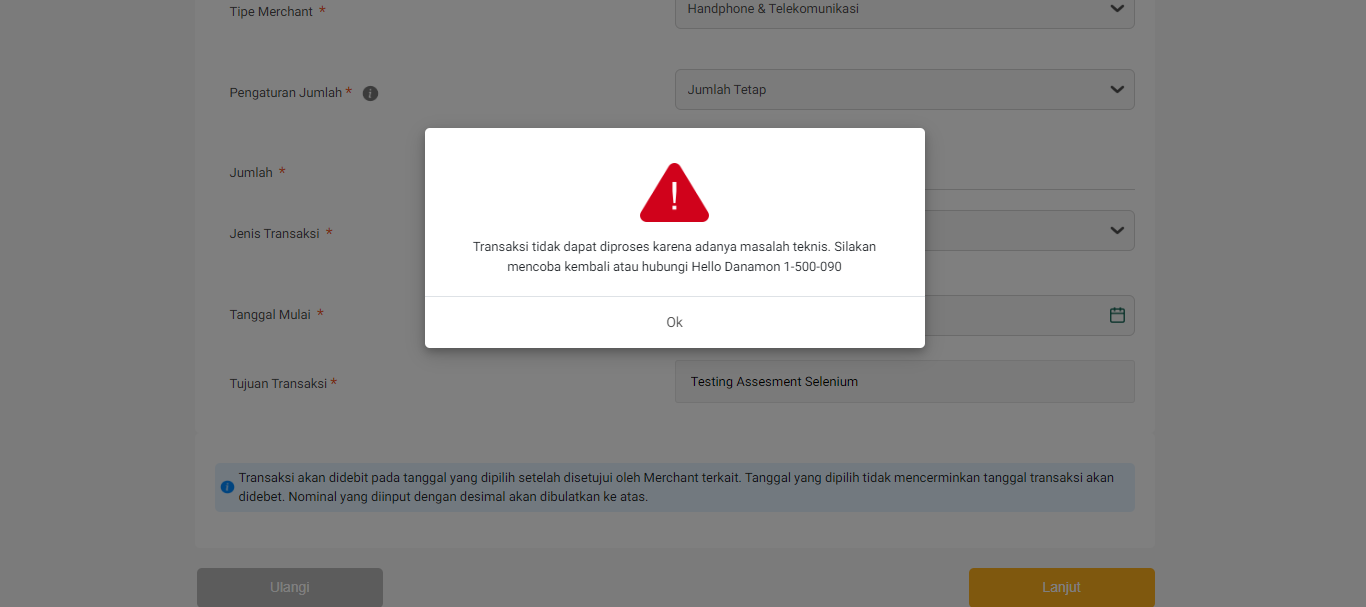 Tipe Merchant *
Handphone & Telekomunikasi
Pengaturan Jumlah * i
Jumlah Tetap
Jumlah *
Jenis Transaksi *
!
Transaksi tidak dapat diproses karena adanya masalah teknis. Silakan
mencoba kembali atau hubungi Hello Danamon 1-500-090
Ok
Tanggal Mulai *
Tujuan Transaksi *
Testing Assesment Selenium
i Transaksi akan didebit pada tanggal yang dipilih setelah disetujui oleh Merchant terkait. Tanggal yang dipilih tidak mencerminkan tanggal transaksi akan
didebet. Nominal yang diinput dengan desimal akan dibulatkan ke atas.
Ulangi
Lanjut